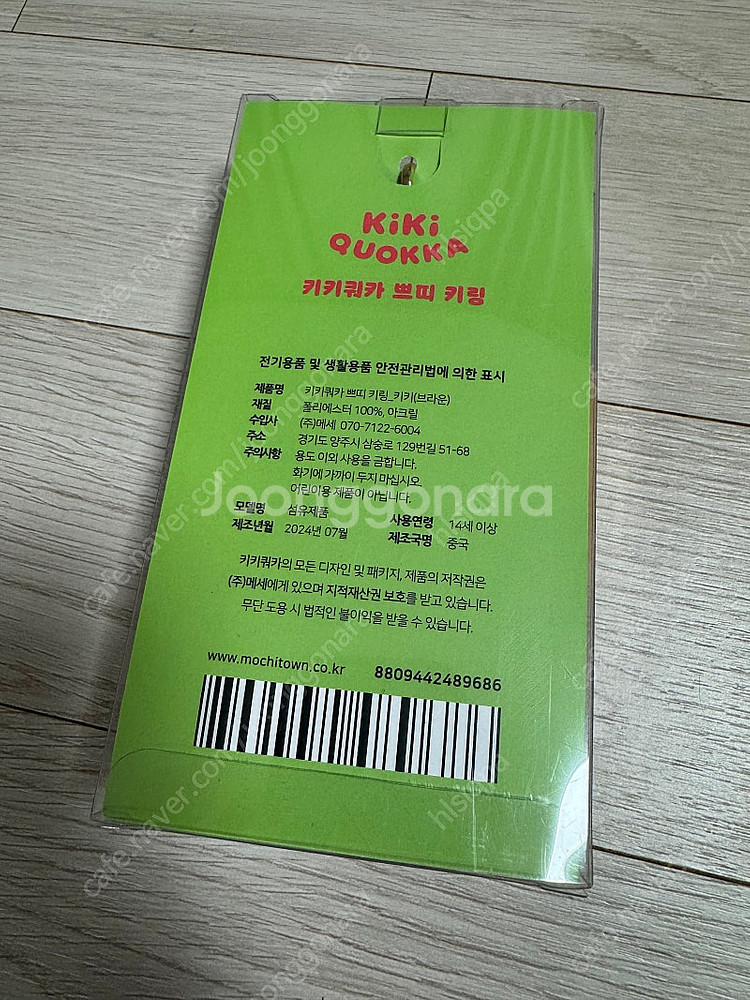 KiKi
QUOKKA
키키쿼카 쁘띠 키링
전기용품 및 생활용품 안전관리법에 의한 표시
제품명 키키쿼카 쁘띠 키링_키키(브라운)
재질 폴리에스터 100%, 아크릴
수입사 (주)메세 070-7122-6004
주소 경기도 양주시 삼숭로 129번길 51-68
주의사항 용도 이외 사용을 금합니다.
화기에 가까이 두지 마십시오.
어린이용 제품이 아닙니다.
모델명 섬유제품 사용연령 14세 이상
제조년월 2024년 07월 제조국명 중국
키키쿼카의 모든 디자인 및 패키지, 제품의 저작권은
(주)메세에게 있으며 지적재산권 보호를 받고 있습니다.
무단 도용 시 법적인 불이익을 받을 수 있습니다.
www.mochitown.co.kr 8809442489686
Joonggonara
cafe.naver.com/joonggonara
hlsiqpa